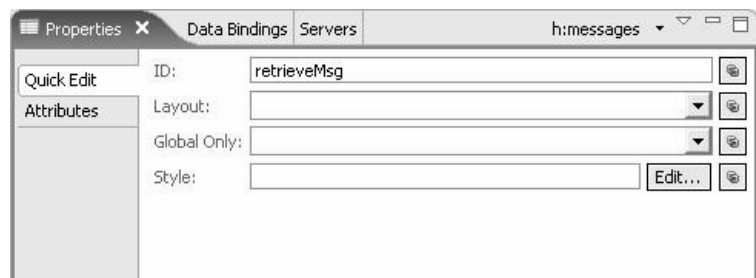 Properties Data Bindings Servers h:messages
Quick Edit
Attributes
ID: retrieveMsg
Layout:
Global Only:
Style: Edit...